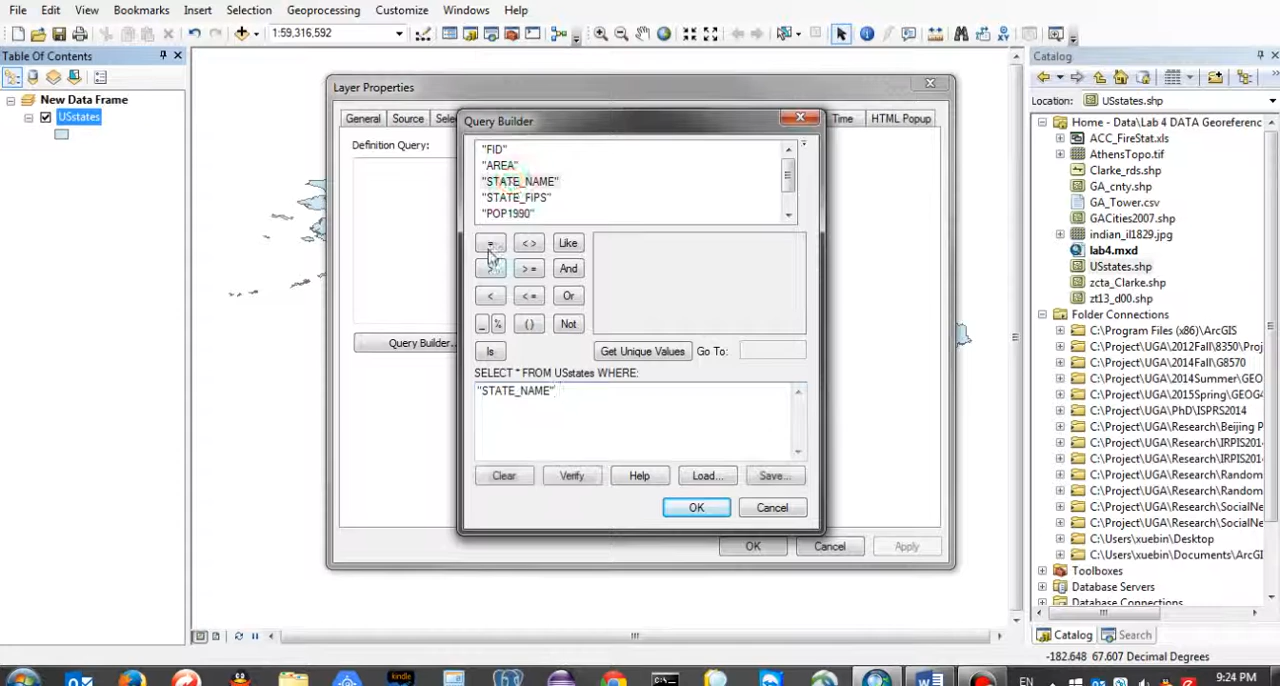 File Edit View Bookmarks Insert Selection Geoprocessing Customize Windows Help
1:59,316,592
Table Of Contents
New Data Frame
USstates
Layer Properties
General Source Time HTML Popup
Definition Query:
Query Builder...
OK Cancel Apply
Query Builder
"FID"
"AREA"
"STATE_NAME"
"STATE_FIPS"
"POP1990"
= < > Like
> = And
< < = Or
_ % ( ) Not
Is Get Unique Values Go To:
SELECT * FROM USstates WHERE:
"STATE_NAME"
Clear Verify Help Load... Save...
OK Cancel
Catalog
Location: USstates.shp
Home - Data\Lab 4 DATA Georeferenc
ACC_FireStat.xls
AthensTopo.tif
Clarke_rds.shp
GA_cnty.shp
GA_Tower.csv
GACities2007.shp
indian_il1829.jpg
lab4.mxd
USstates.shp
zcta_Clarke.shp
zt13_d00.shp
Folder Connections
C:\Program Files (x86)\ArcGIS
C:\Project\UGA\2012Fall\8350\Proj
C:\Project\UGA\2014Fall\G8570
C:\Project\UGA\2014Summer\GEO
C:\Project\UGA\2015Spring\GEOG4
C:\Project\UGA\PhD\ISPRS2014
C:\Project\UGA\Research\Beijing P
C:\Project\UGA\Research\IRPIS2014
C:\Project\UGA\Research\IRPIS2014
C:\Project\UGA\Research\Random
C:\Project\UGA\Research\Random
C:\Project\UGA\Research\SocialNe
C:\Project\UGA\Research\SocialNe
C:\Users\xuebin\Desktop
C:\Users\xuebin\Documents\ArcGI
Toolboxes
Database Servers
Database Connections
Catalog Search
-182.648 67.607 Decimal Degrees
kindle
EN 9:24 PM